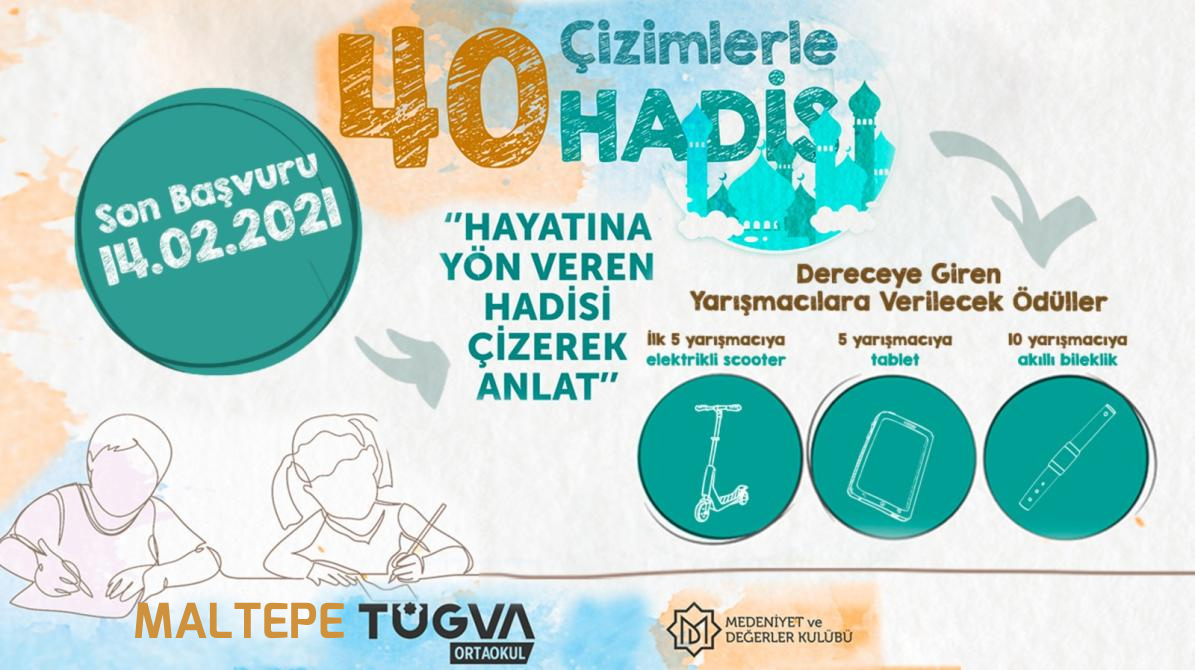 Çizimlerle
40 HADİS
Son Başvuru
14.02.2021
"HAYATINA
YÖN VEREN
HADİSİ
ÇİZEREK
ANLAT"
Dereceye Giren
Yarışmacılara Verilecek Ödüller
İlk 5 yarışmacıya
elektrikli scooter
5 yarışmacıya
tablet
10 yarışmacıya
akıllı bileklik
MALTEPE TÜGVA
ORTAOKUL
MEDENİYET ve
DEĞERLER KULÜBÜ